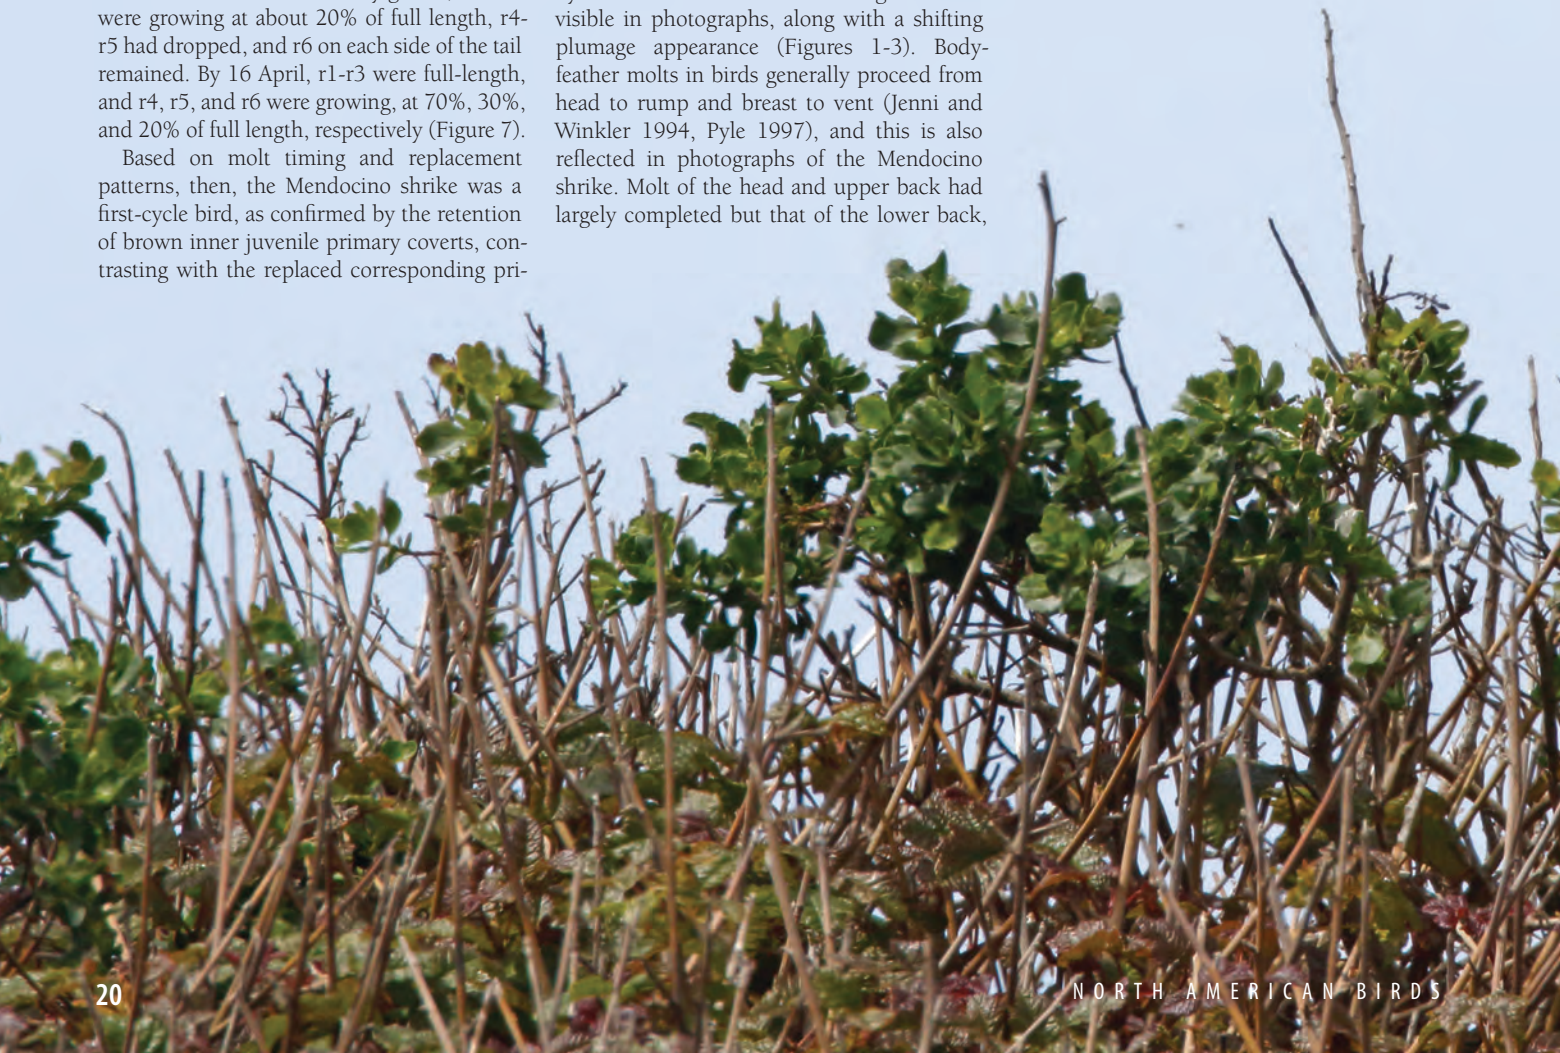 were growing at about 20% of full length, r4-
r5 had dropped, and r6 on each side of the tail
remained. By 16 April, r1-r3 were full-length,
and r4, r5, and r6 were growing, at 70%, 30%,
and 20% of full length, respectively (Figure 7).
Based on molt timing and replacement
patterns, then, the Mendocino shrike was a
first-cycle bird, as confirmed by the retention
of brown inner juvenile primary coverts, con-
trasting with the replaced corresponding pri-
visible in photographs, along with a shifting
plumage appearance (Figures 1-3). Body-
feather molts in birds generally proceed from
head to rump and breast to vent (Jenni and
Winkler 1994, Pyle 1997), and this is also
reflected in photographs of the Mendocino
shrike. Molt of the head and upper back had
largely completed but that of the lower back,
20
NORTH AMERICAN BIRDS